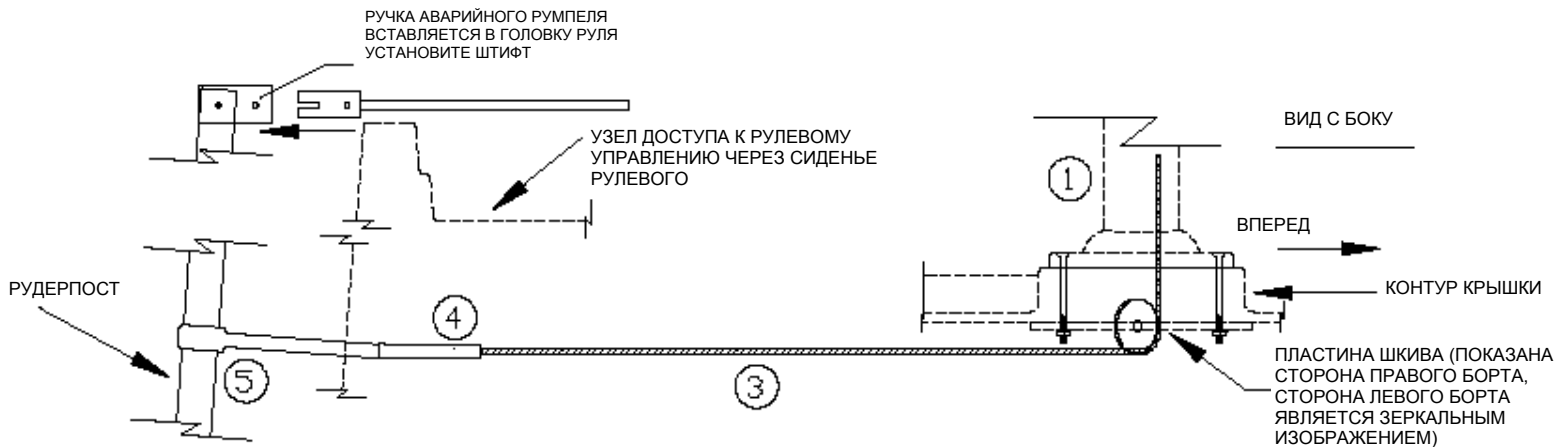 РУЧКА АВАРИЙНОГО РУМПЕЛЯ
ВСТАВЛЯЕТСЯ В ГОЛОВКУ РУЛЯ
УСТАНОВИТЕ ШТИФТ
УЗЕЛ ДОСТУПА К РУЛЕВОМУ
УПРАВЛЕНИЮ ЧЕРЕЗ СИДЕНЬЕ
РУЛЕВОГО
ВИД С БОКУ
1
ВПЕРЕД
РУДЕРПОСТ
КОНТУР КРЫШКИ
4
5
3
ПЛАСТИНА ШКИВА (ПОКАЗАНА
СТОРОНА ПРАВОГО БОРТА,
СТОРОНА ЛЕВОГО БОРТА
ЯВЛЯЕТСЯ ЗЕРКАЛЬНЫМ
ИЗОБРАЖЕНИЕМ)